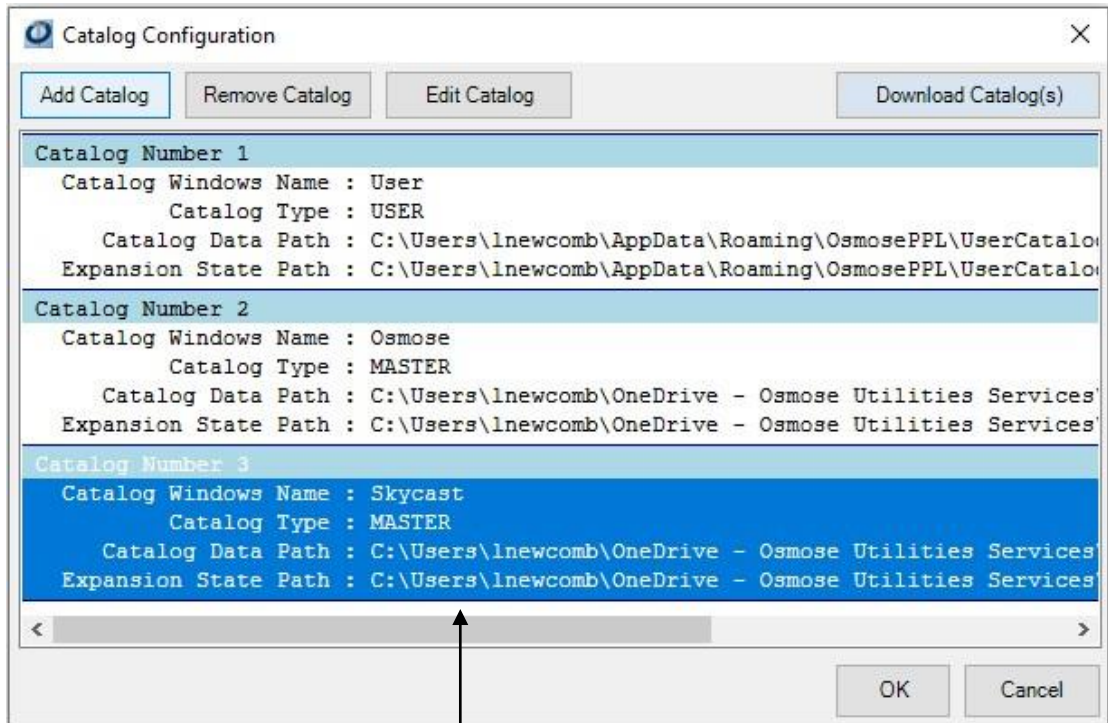 Catalog Configuration
Add Catalog Remove Catalog Edit Catalog Download Catalog(s)
Catalog Number 1
Catalog Windows Name : User
Catalog Type : USER
Catalog Data Path : C:\Users\lnewcomb\AppData\Roaming\OsmosePPL\UserCatalo
Expansion State Path : C:\Users\lnewcomb\AppData\Roaming\OsmosePPL\UserCatalo
Catalog Number 2
Catalog Windows Name : Osmose
Catalog Type : MASTER
Catalog Data Path : C:\Users\lnewcomb\OneDrive - Osmose Utilities Services
Expansion State Path : C:\Users\lnewcomb\OneDrive - Osmose Utilities Services
Catalog Number 3
Catalog Windows Name : Skycast
Catalog Type : MASTER
Catalog Data Path : C:\Users\lnewcomb\OneDrive - Osmose Utilities Services
Expansion State Path : C:\Users\lnewcomb\OneDrive - Osmose Utilities Services
OK Cancel